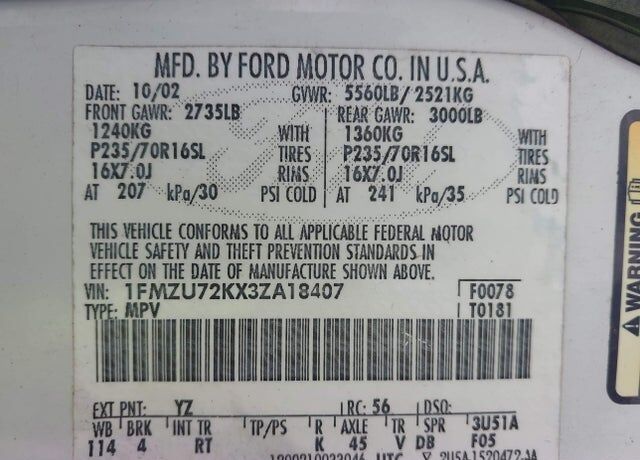 MFD. BY FORD MOTOR CO. IN U.S.A.
DATE: 10/02 GVWR: 5560LB/ 2521KG
FRONT GAWR: 2735LB REAR GAWR: 3000LB
1240KG WITH 1360KG WITH
P235/70R16SL TIRES P235/70R16SL TIRES
16X7.0J RIMS 16X7.0J RIMS
AT 207 kPa/30 PSI COLD AT 241 kPa/35 PSI COLD
THIS VEHICLE CONFORMS TO ALL APPLICABLE FEDERAL MOTOR
VEHICLE SAFETY AND THEFT PREVENTION STANDARDS IN
EFFECT ON THE DATE OF MANUFACTURE SHOWN ABOVE.
VIN: 1FMZU72KX3ZA18407 F0078
TYPE: MPV T0181
EXT PNT: YZ RC: 56 DSO:
WB BRK INT TR TP/PS R AXLE TR SPR 3U51A
114 4 RT K 45 V DB F05
UTC
WARNING